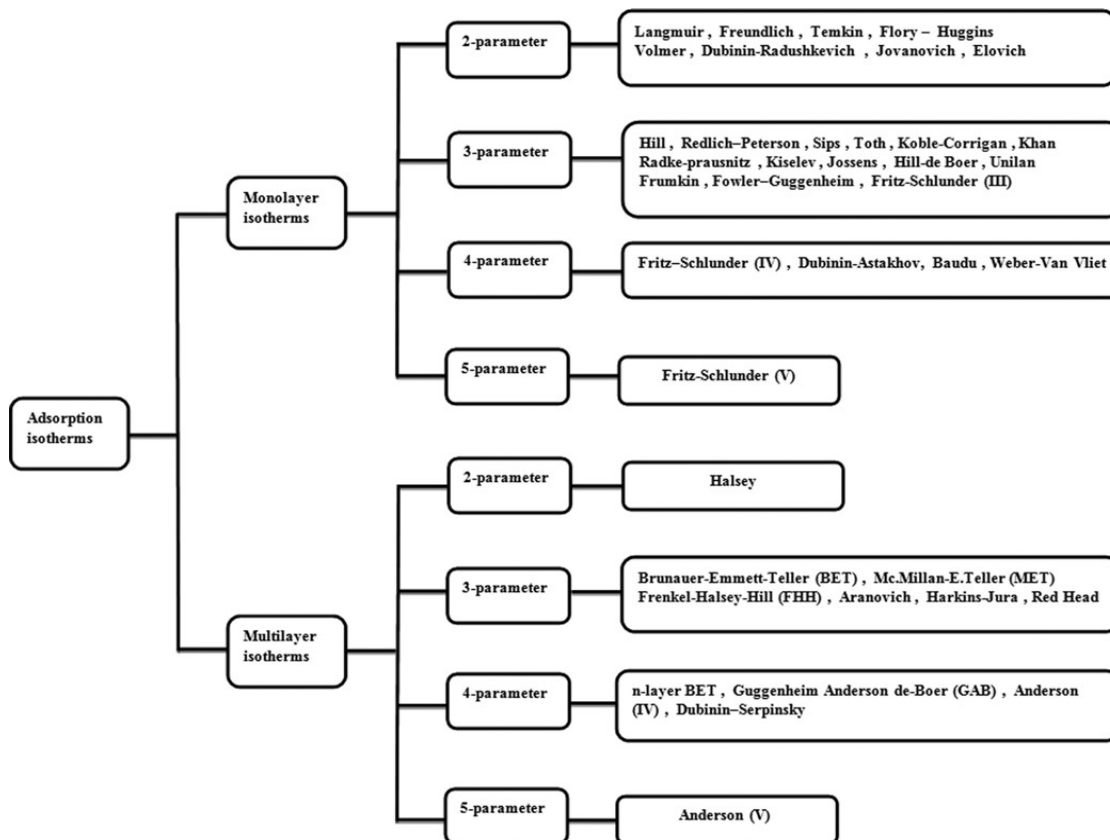 Adsorption
isotherms
Monolayer
isotherms
2-parameter
Langmuir , Freundlich , Temkin , Flory – Huggins
Volmer , Dubinin-Radushkevich , Jovanovich , Elovich
3-parameter
Hill , Redlich–Peterson , Sips , Toth , Koble-Corrigan , Khan
Radke-prausnitz , Kiselev , Jossens , Hill-de Boer , Unilan
Frumkin , Fowler–Guggenheim , Fritz-Schlunder (III)
4-parameter
Fritz–Schlunder (IV) , Dubinin-Astakhov, Baudu , Weber-Van Vliet
5-parameter
Fritz-Schlunder (V)
Multilayer
isotherms
2-parameter
Halsey
3-parameter
Brunauer-Emmett-Teller (BET) , Mc.Millan-E.Teller (MET)
Frenkel-Halsey-Hill (FHH) , Aranovich , Harkins-Jura , Red Head
4-parameter
n-layer BET , Guggenheim Anderson de-Boer (GAB) , Anderson
(IV) , Dubinin–Serpinsky
5-parameter
Anderson (V)